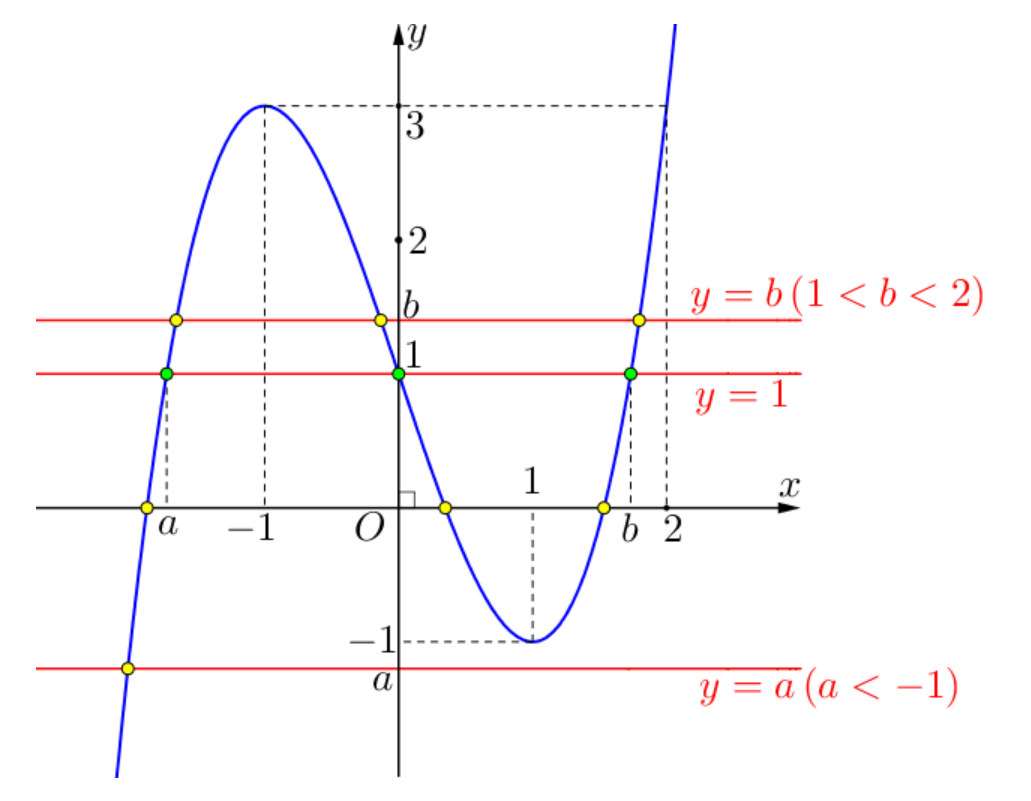 y
3
2
b
y = b (1 < b < 2)
1
y = 1
1
x
a
−1
O
b
2
−1
a
y = a (a < −1)